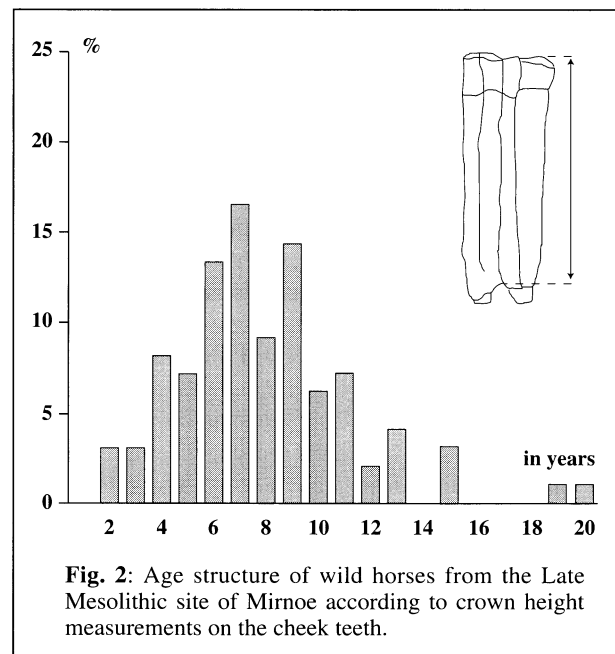 25 %
20
15
10
5
in years
0
2 4 6 8 10 12 14 16 18 20
Fig. 2: Age structure of wild horses from the Late
Mesolithic site of Mirnoe according to crown height
measurements on the cheek teeth.